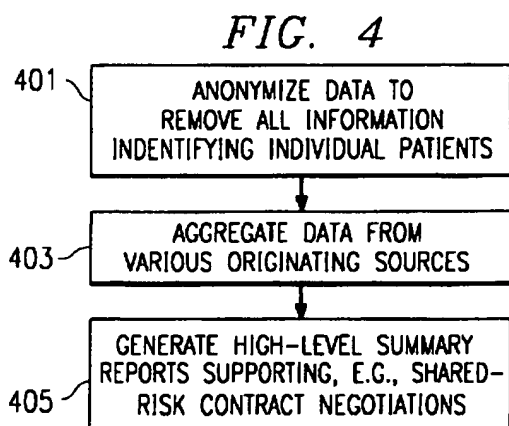 FIG. 4
401
ANONYMIZE DATA TO
REMOVE ALL INFORMATION
INDENTIFYING INDIVIDUAL PATIENTS
403
AGGREGATE DATA FROM
VARIOUS ORIGINATING SOURCES
405
GENERATE HIGH-LEVEL SUMMARY
REPORTS SUPPORTING, E.G., SHARED-
RISK CONTRACT NEGOTIATIONS